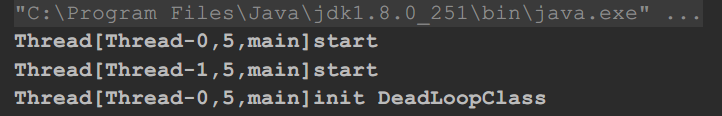 "C:\Program Files\Java\jdk1.8.0_251\bin\java.exe" ...
Thread[Thread-0,5,main]start
Thread[Thread-1,5,main]start
Thread[Thread-0,5,main]init DeadLoopClass